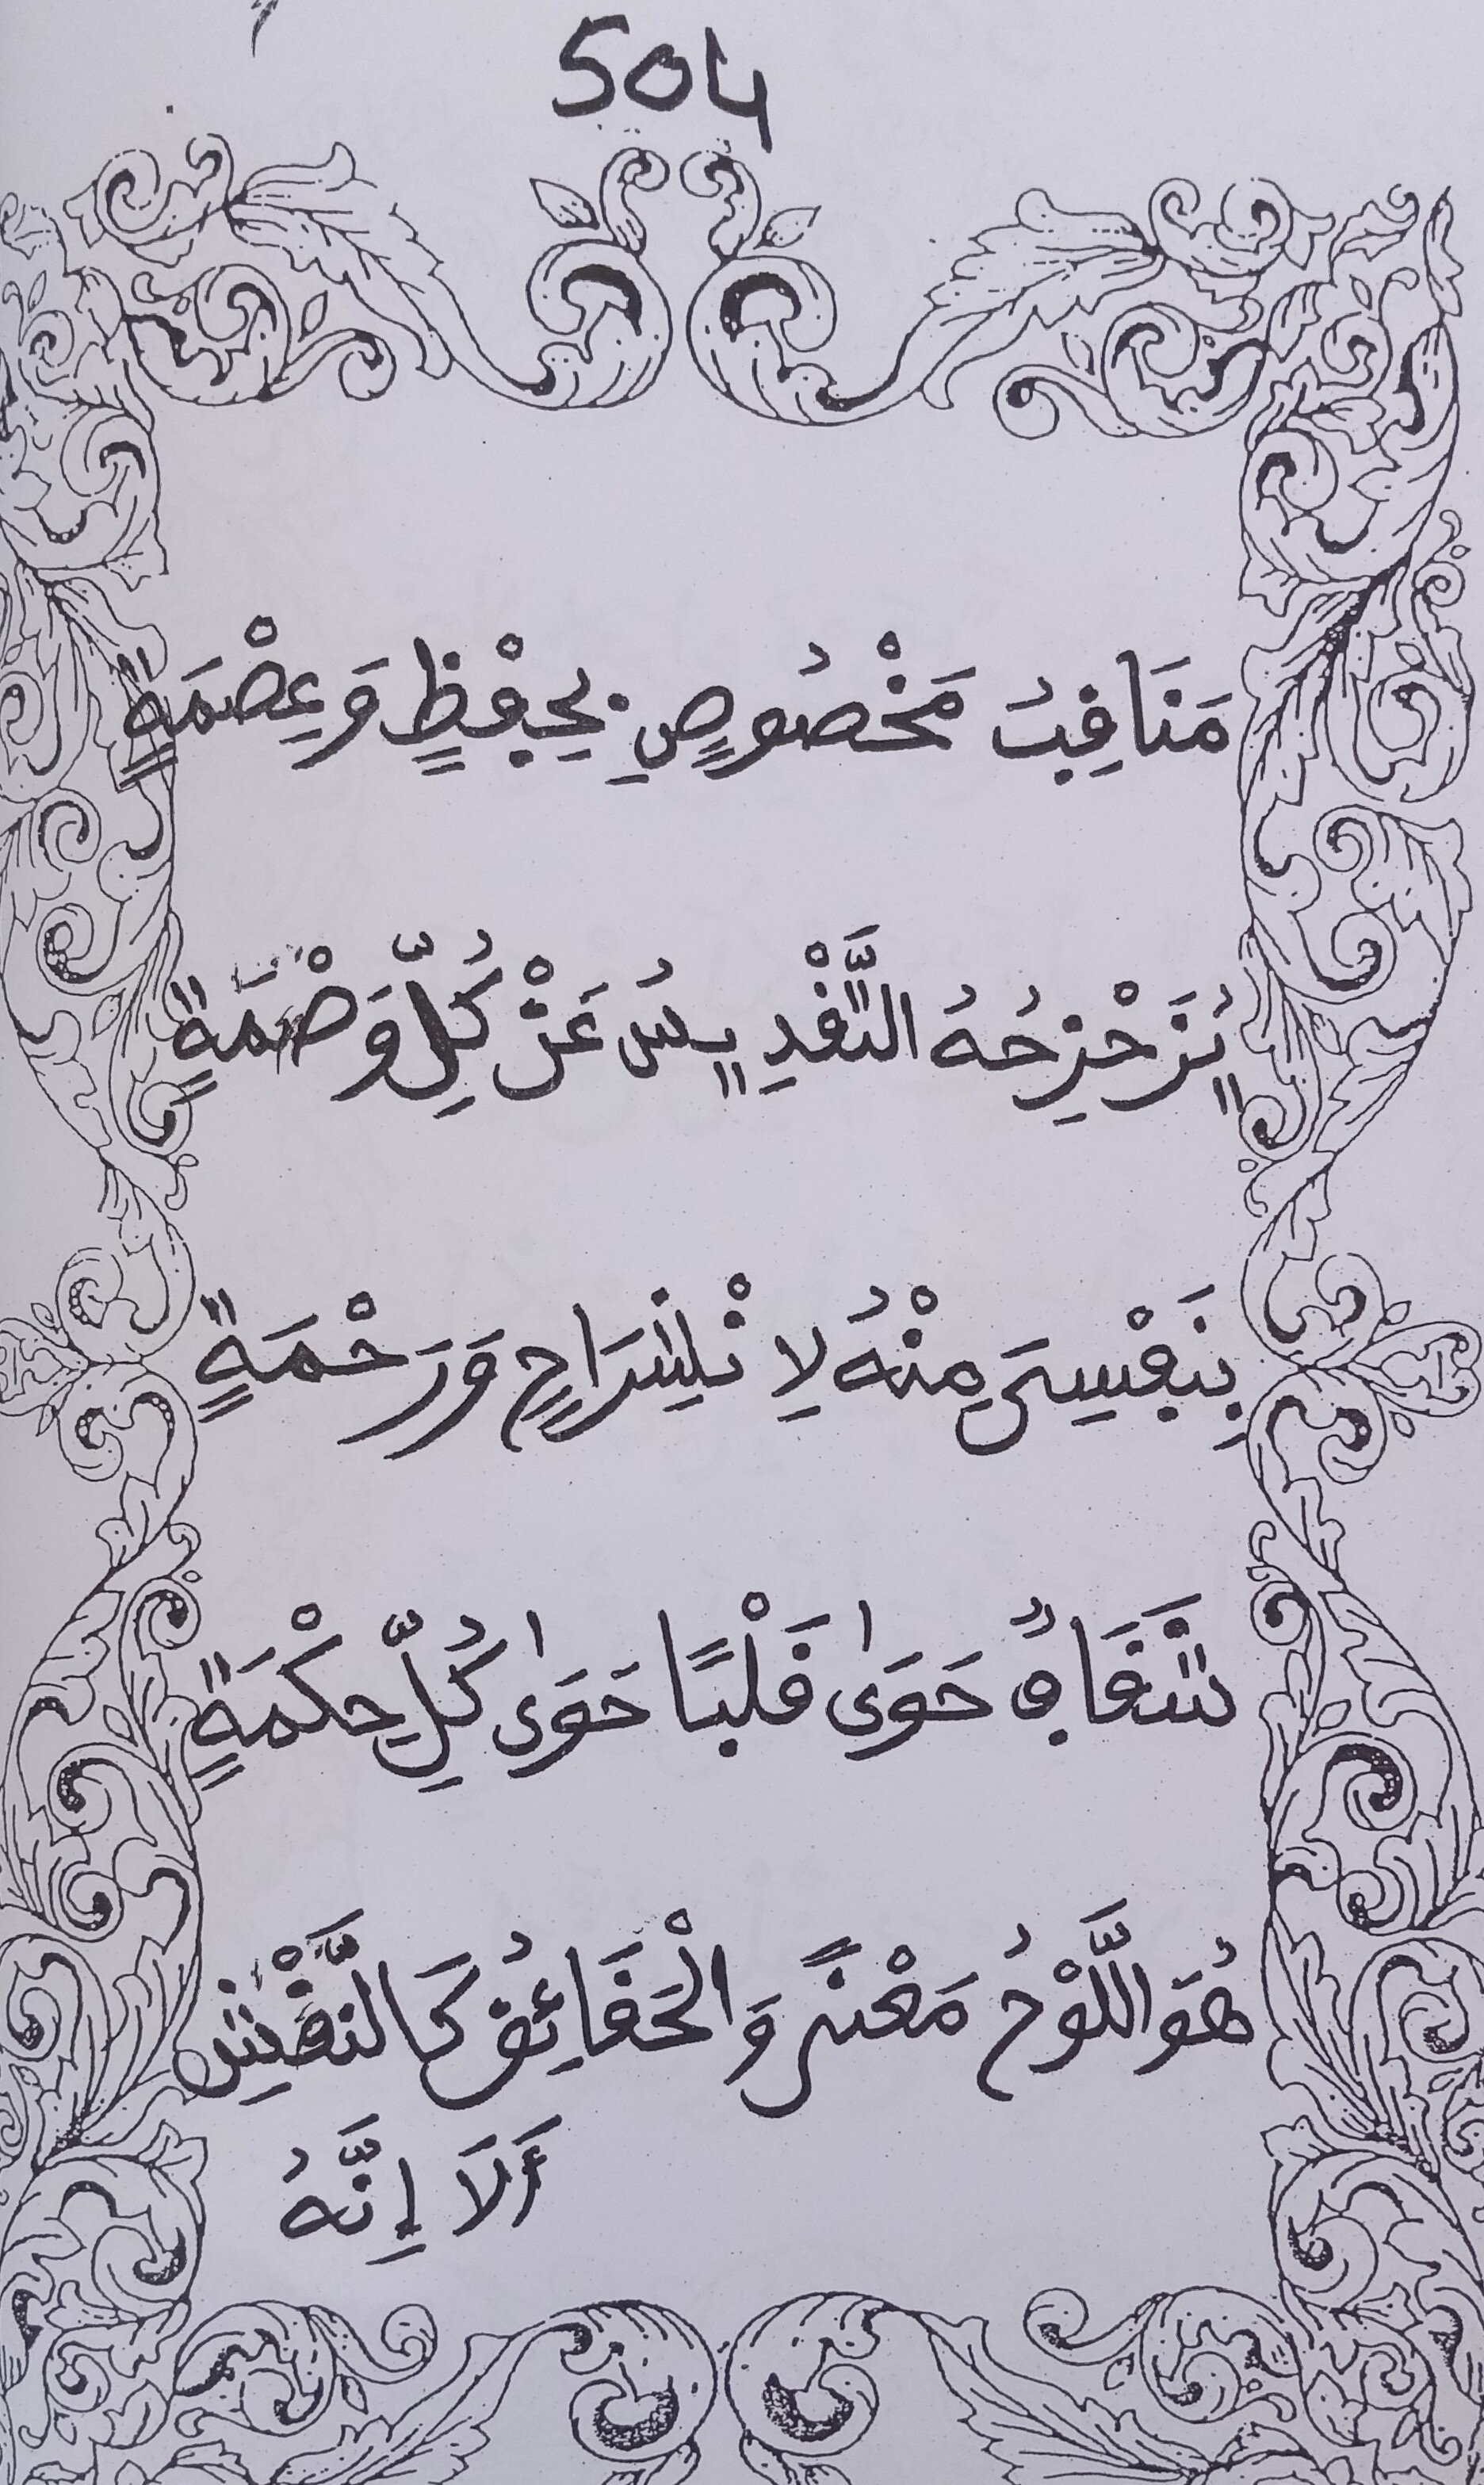 504
مَنَاقِبُ مَخْصُوصٍ بِحِفْظٍ وَعِصْمَةٍ
يُزَحْزِحُهُ التَّقْدِيسُ عَنْ كُلِّ وَصْمَةٍ
بِنَفْسِيَ مِنْهُ لِانْشِرَاحٍ وَرَحْمَةٍ
شَغَافٌ حَوَىٰ قَلْبًا حَوَىٰ كُلِّ حِكْمَةٍ
هُوَ اللَّوْحُ مَعْنًى وَالْحَقَائِقُ كَالنَّقْشِ
أَلَا إِنَّهُ